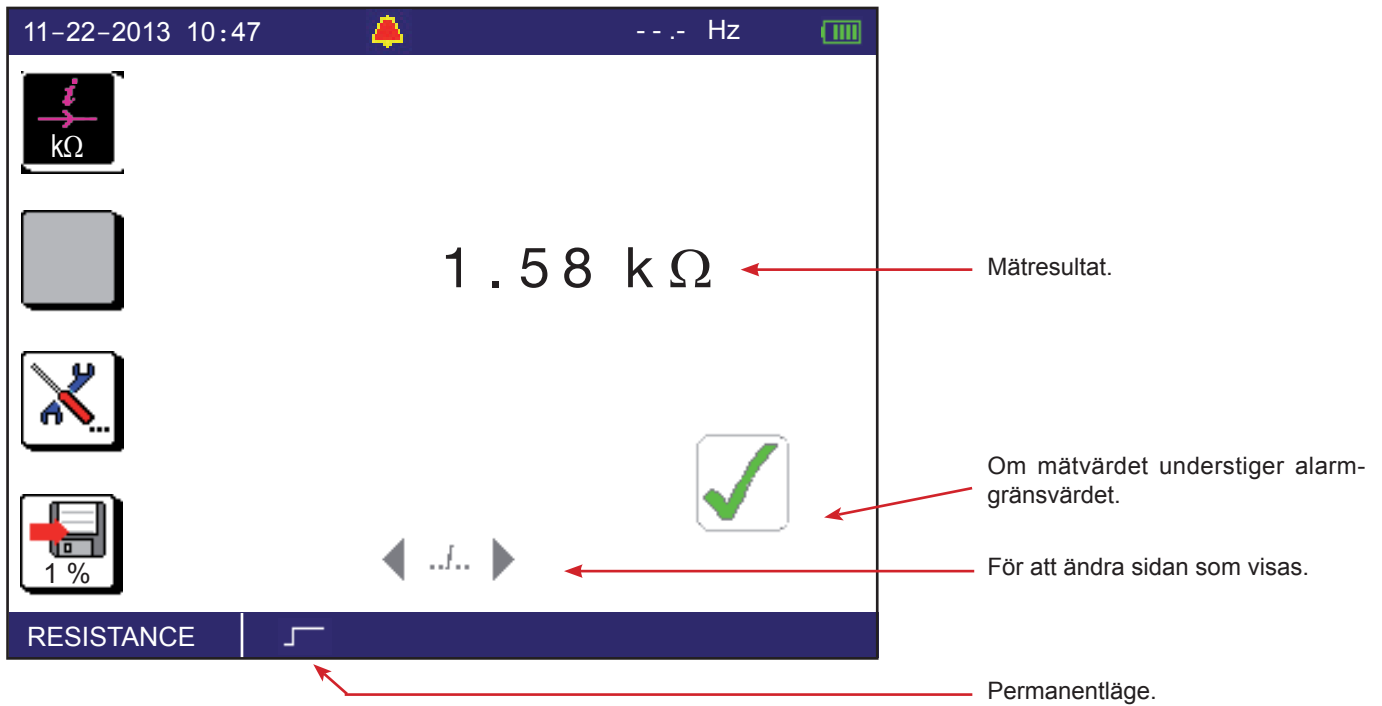 11-22-2013 10:47 --.- Hz
i
kΩ
1.58 kΩ
Mätresultat.
Om mätvärdet understiger alarm-
gränsvärdet.
...
1 %
../..
För att ändra sidan som visas.
RESISTANCE
Permanentläge.